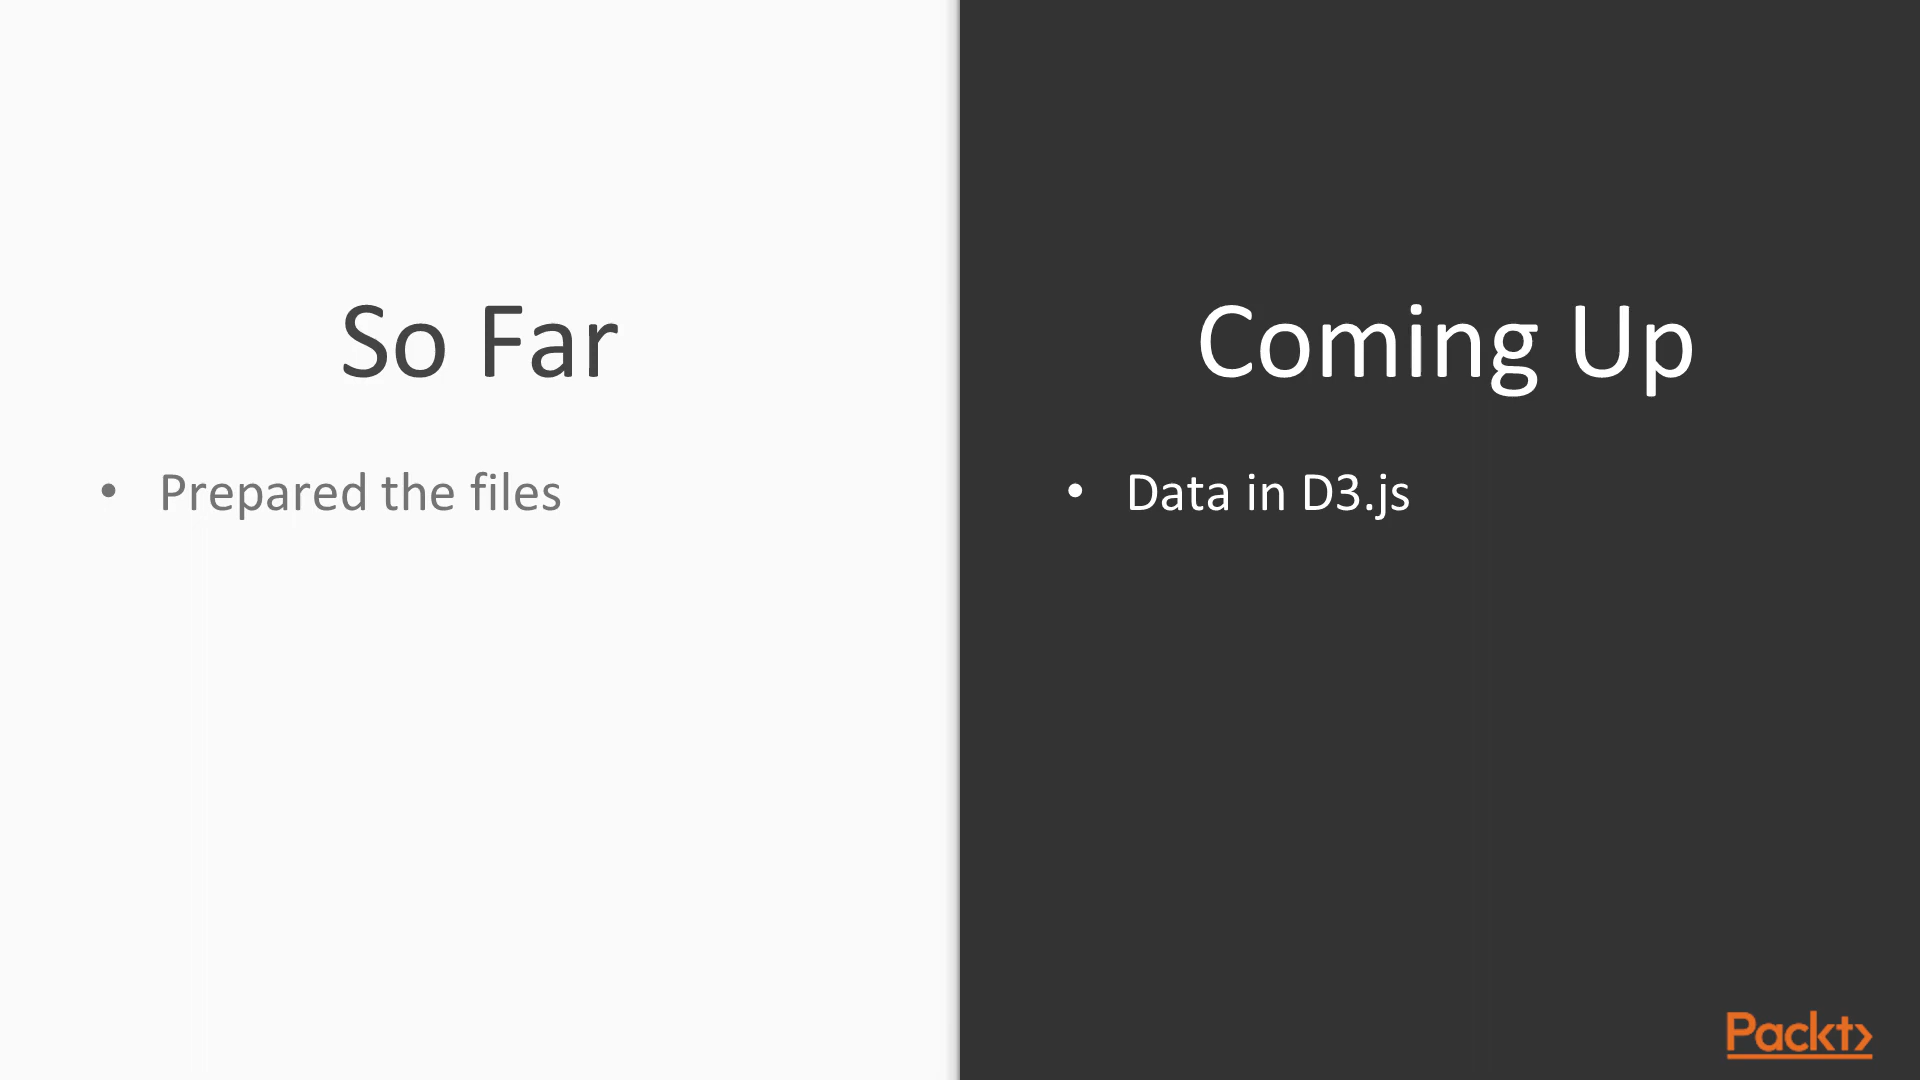 So Far
• Prepared the files
Coming Up
• Data in D3.js
Packt>